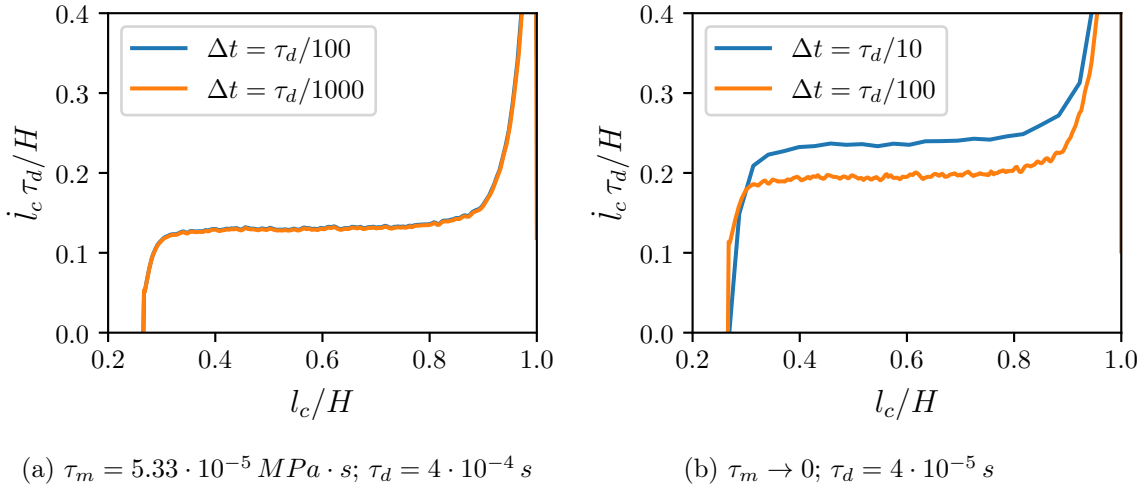 0.4
0.3
0.2
0.1
0.0
0.2
0.4
0.6
0.8
1.0
l̇_c τ_d/H
l_c/H
Δt = τ_d/100
Δt = τ_d/1000
(a) τ_m = 5.33 · 10^{-5} MPa · s; τ_d = 4 · 10^{-4} s
0.4
0.3
0.2
0.1
0.0
0.2
0.4
0.6
0.8
1.0
l̇_c τ_d/H
l_c/H
Δt = τ_d/10
Δt = τ_d/100
(b) τ_m → 0; τ_d = 4 · 10^{-5} s